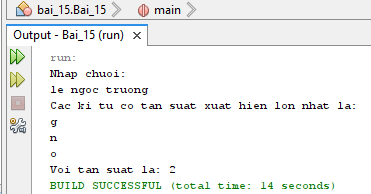 bai_15.Bai_15 main
Output - Bai_15 (run)
run:
Nhap chuoi:
le ngoc truong
Cac ki tu co tan suat xuat hien lon nhat la:
g
n
o
Voi tan suat la: 2
BUILD SUCCESSFUL (total time: 14 seconds)